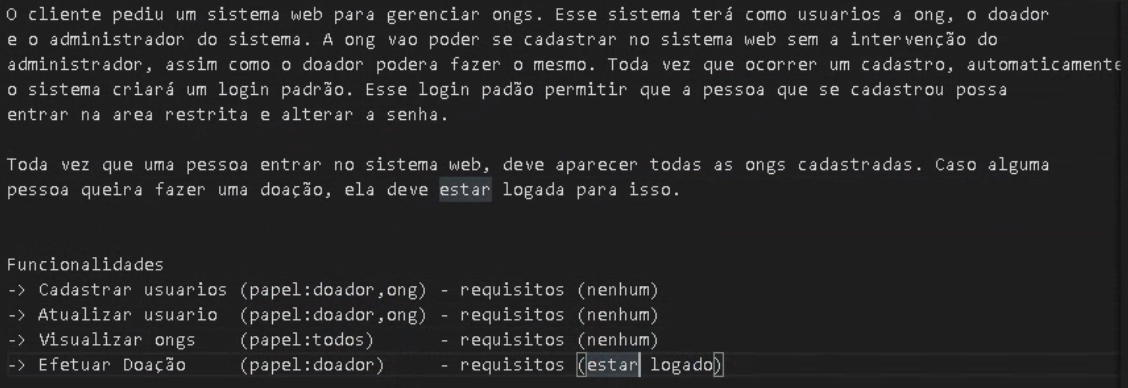 O cliente pediu um sistema web para gerenciar ongs. Esse sistema terá como usuarios a ong, o doador
e o administrador do sistema. A ong vao poder se cadastrar no sistema web sem a intervenção do
administrador, assim como o doador podera fazer o mesmo. Toda vez que ocorrer um cadastro, automaticamente
o sistema criará um login padrão. Esse login padão permitir que a pessoa que se cadastrou possa
entrar na area restrita e alterar a senha.

Toda vez que uma pessoa entrar no sistema web, deve aparecer todas as ongs cadastradas. Caso alguma
pessoa queira fazer uma doação, ela deve estar logada para isso.

Funcionalidades
-> Cadastrar usuarios (papel:doador,ong) - requisitos (nenhum)
-> Atualizar usuario (papel:doador,ong) - requisitos (nenhum)
-> Visualizar ongs (papel:todos) - requisitos (nenhum)
-> Efetuar Doação (papel:doador) - requisitos (estar logado)